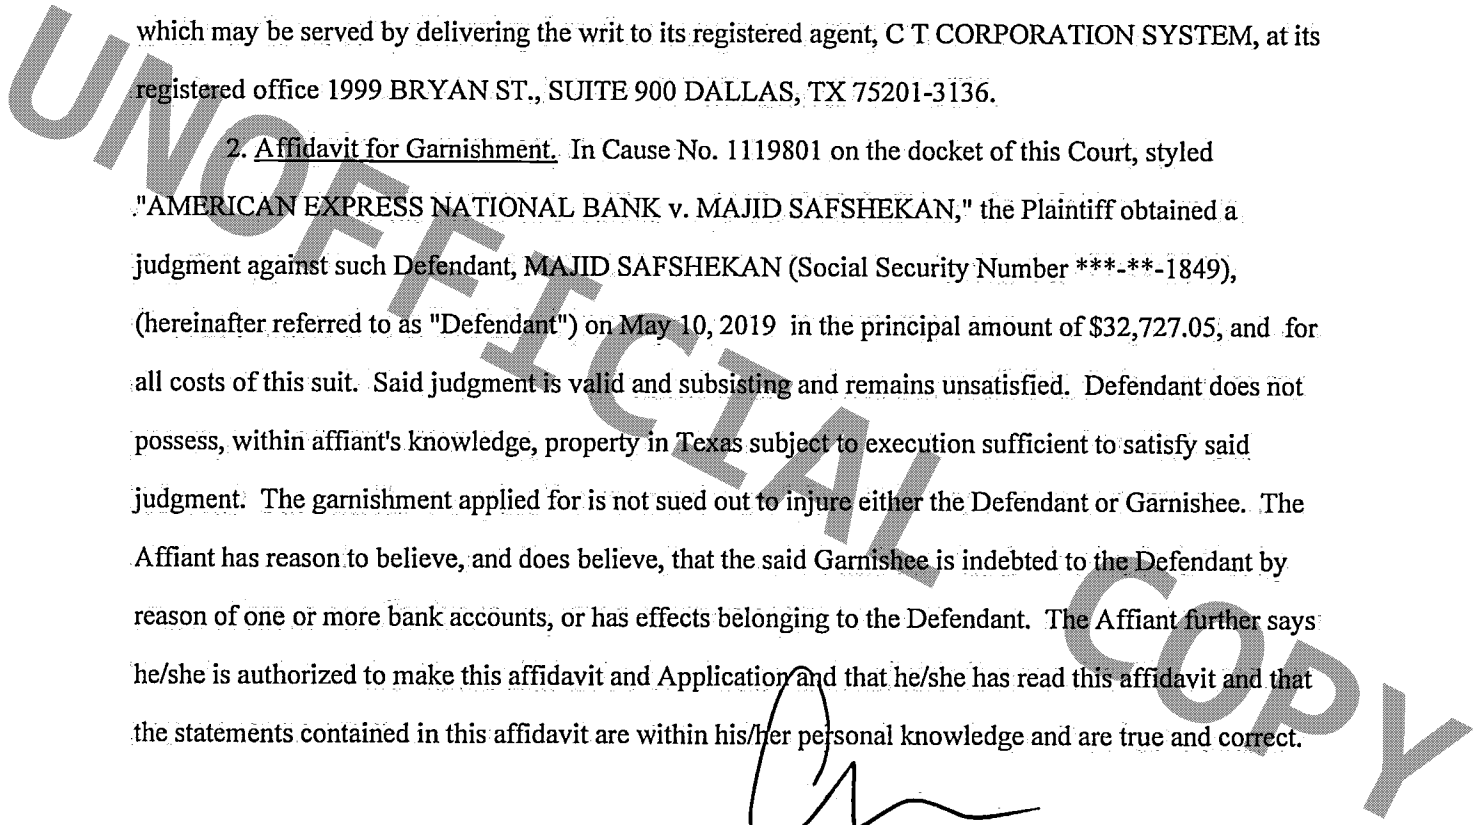 which may be served by delivering the writ to its registered agent, C T CORPORATION SYSTEM, at its
registered office 1999 BRYAN ST., SUITE 900 DALLAS, TX 75201-3136.
2. Affidavit for Garnishment. In Cause No. 1119801 on the docket of this Court, styled
"AMERICAN EXPRESS NATIONAL BANK v. MAJID SAFSHEKAN," the Plaintiff obtained a
judgment against such Defendant, MAJID SAFSHEKAN (Social Security Number ***-**-1849),
(hereinafter referred to as "Defendant") on May 10, 2019 in the principal amount of $32,727.05, and for
all costs of this suit. Said judgment is valid and subsisting and remains unsatisfied. Defendant does not
possess, within affiant's knowledge, property in Texas subject to execution sufficient to satisfy said
judgment. The garnishment applied for is not sued out to injure either the Defendant or Garnishee. The
Affiant has reason to believe, and does believe, that the said Garnishee is indebted to the Defendant by
reason of one or more bank accounts, or has effects belonging to the Defendant. The Affiant further says
he/she is authorized to make this affidavit and Application and that he/she has read this affidavit and that
the statements contained in this affidavit are within his/her personal knowledge and are true and correct.
UNOFFICIAL COPY